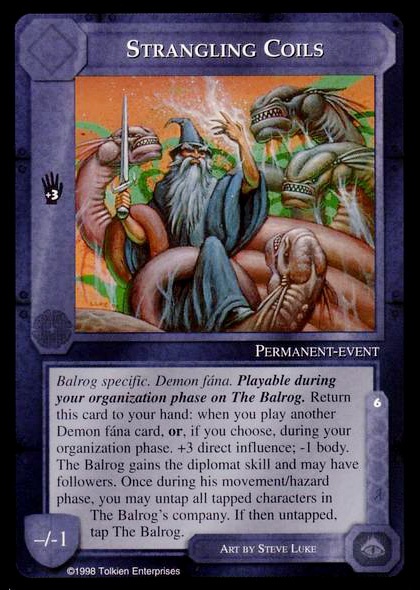 STRANGLING COILS
+3
LUKE
PERMANENT-EVENT
Balrog specific. Demon fána. Playable during
your organization phase on The Balrog. Return
this card to your hand: when you play another
Demon fána card, or, if you choose, during your
organization phase. +3 direct influence; -1 body.
The Balrog gains the diplomat skill and may have
followers. Once during his movement/hazard
phase, you may untap all tapped characters in
The Balrog's company. If then untapped,
tap The Balrog.
6
–/-1
ART BY STEVE LUKE
©1998 Tolkien Enterprises